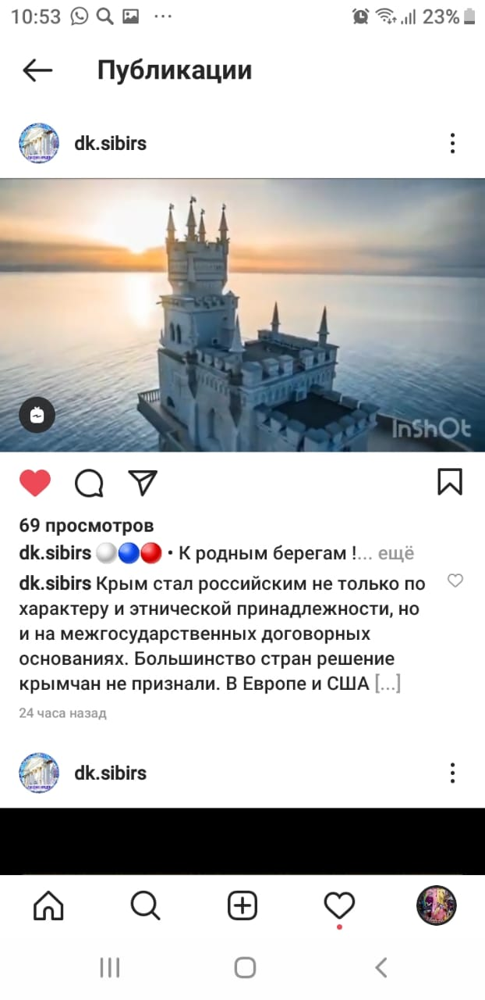 10:53
23%
Публикации
dk.sibirs
InShOt
69 просмотров
dk.sibirs ⚪🔵🔴 • К родным берегам !... ещё
dk.sibirs Крым стал российским не только по
характеру и этнической принадлежности, но
и на межгосударственных договорных
основаниях. Большинство стран решение
крымчан не признали. В Европе и США [...]
24 часа назад
dk.sibirs